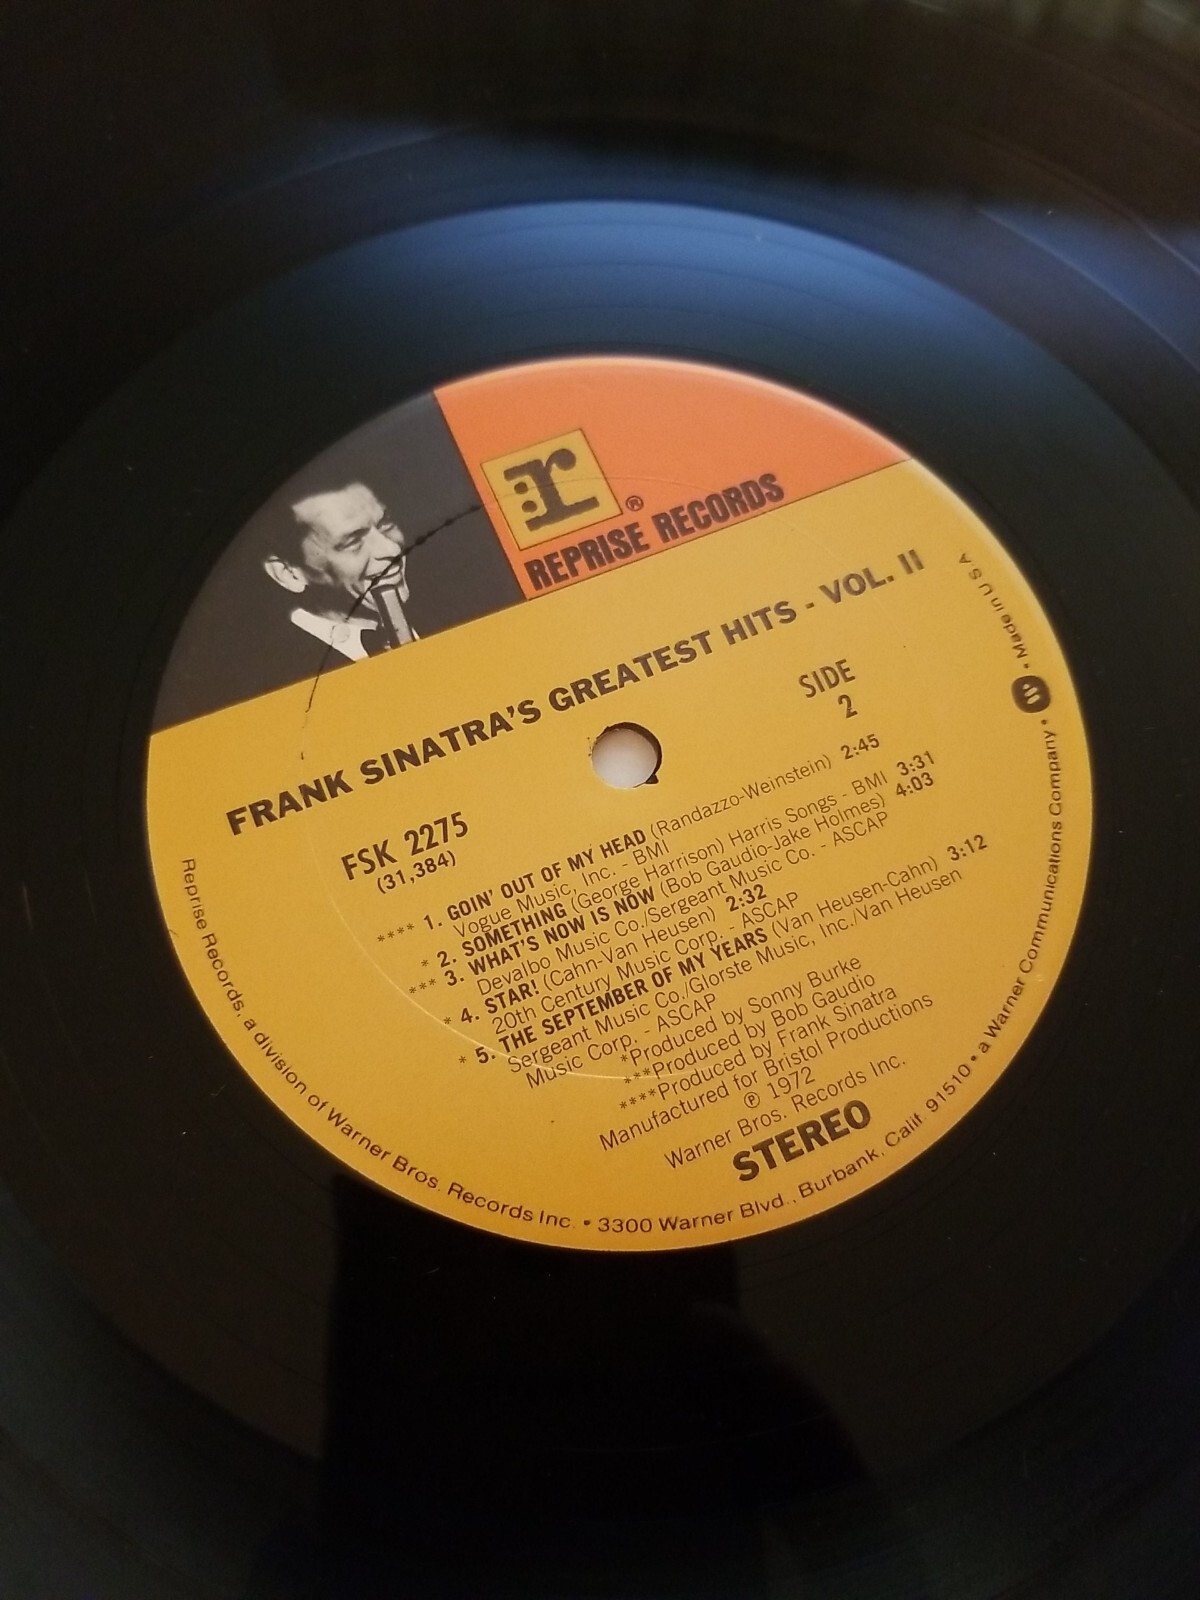 r ®
REPRISE RECORDS
FRANK SINATRA'S GREATEST HITS - VOL. II
SIDE
2
FSK 2275
(31,384)
**** 1. GOIN' OUT OF MY HEAD (Randazzo-Weinstein) 2:45
Vogue Music, Inc. - BMI
* 2. SOMETHING (George Harrison) Harris Songs - BMI 3:31
*** 3. WHAT'S NOW IS NOW (Bob Gaudio-Jake Holmes) 4:03
Devalbo Music Co./Sergeant Music Co. - ASCAP
* 4. STAR! (Cahn-Van Heusen) 2:32
20th Century Music Corp. - ASCAP
* 5. THE SEPTEMBER OF MY YEARS (Van Heusen-Cahn) 3:12
Sergeant Music Co./Glorste Music, Inc./Van Heusen
Music Corp. - ASCAP
*Produced by Sonny Burke
***Produced by Bob Gaudio
****Produced by Frank Sinatra
Manufactured for Bristol Productions
℗ 1972
Warner Bros. Records Inc.
STEREO
Reprise Records, a division of Warner Bros. Records Inc. • 3300 Warner Blvd., Burbank, Calif. 91510 • a Warner Communications Company • Made in USA